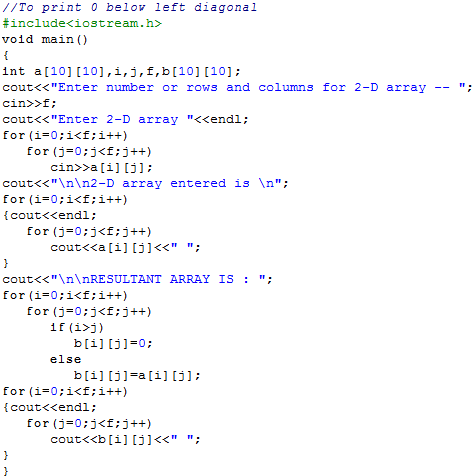 //To print 0 below left diagonal
#include<iostream.h>
void main()
{
int a[10][10],i,j,f,b[10][10];
cout<<"Enter number or rows and columns for 2-D array -- ";
cin>>f;
cout<<"Enter 2-D array "<<endl;
for(i=0;i<f;i++)
   for(j=0;j<f;j++)
      cin>>a[i][j];
cout<<"\n\n2-D array entered is \n";
for(i=0;i<f;i++)
{cout<<endl;
   for(j=0;j<f;j++)
      cout<<a[i][j]<<" ";
}
cout<<"\n\nRESULTANT ARRAY IS : ";
for(i=0;i<f;i++)
   for(j=0;j<f;j++)
      if(i>j)
         b[i][j]=0;
      else
         b[i][j]=a[i][j];
for(i=0;i<f;i++)
{cout<<endl;
   for(j=0;j<f;j++)
      cout<<b[i][j]<<" ";
}
}